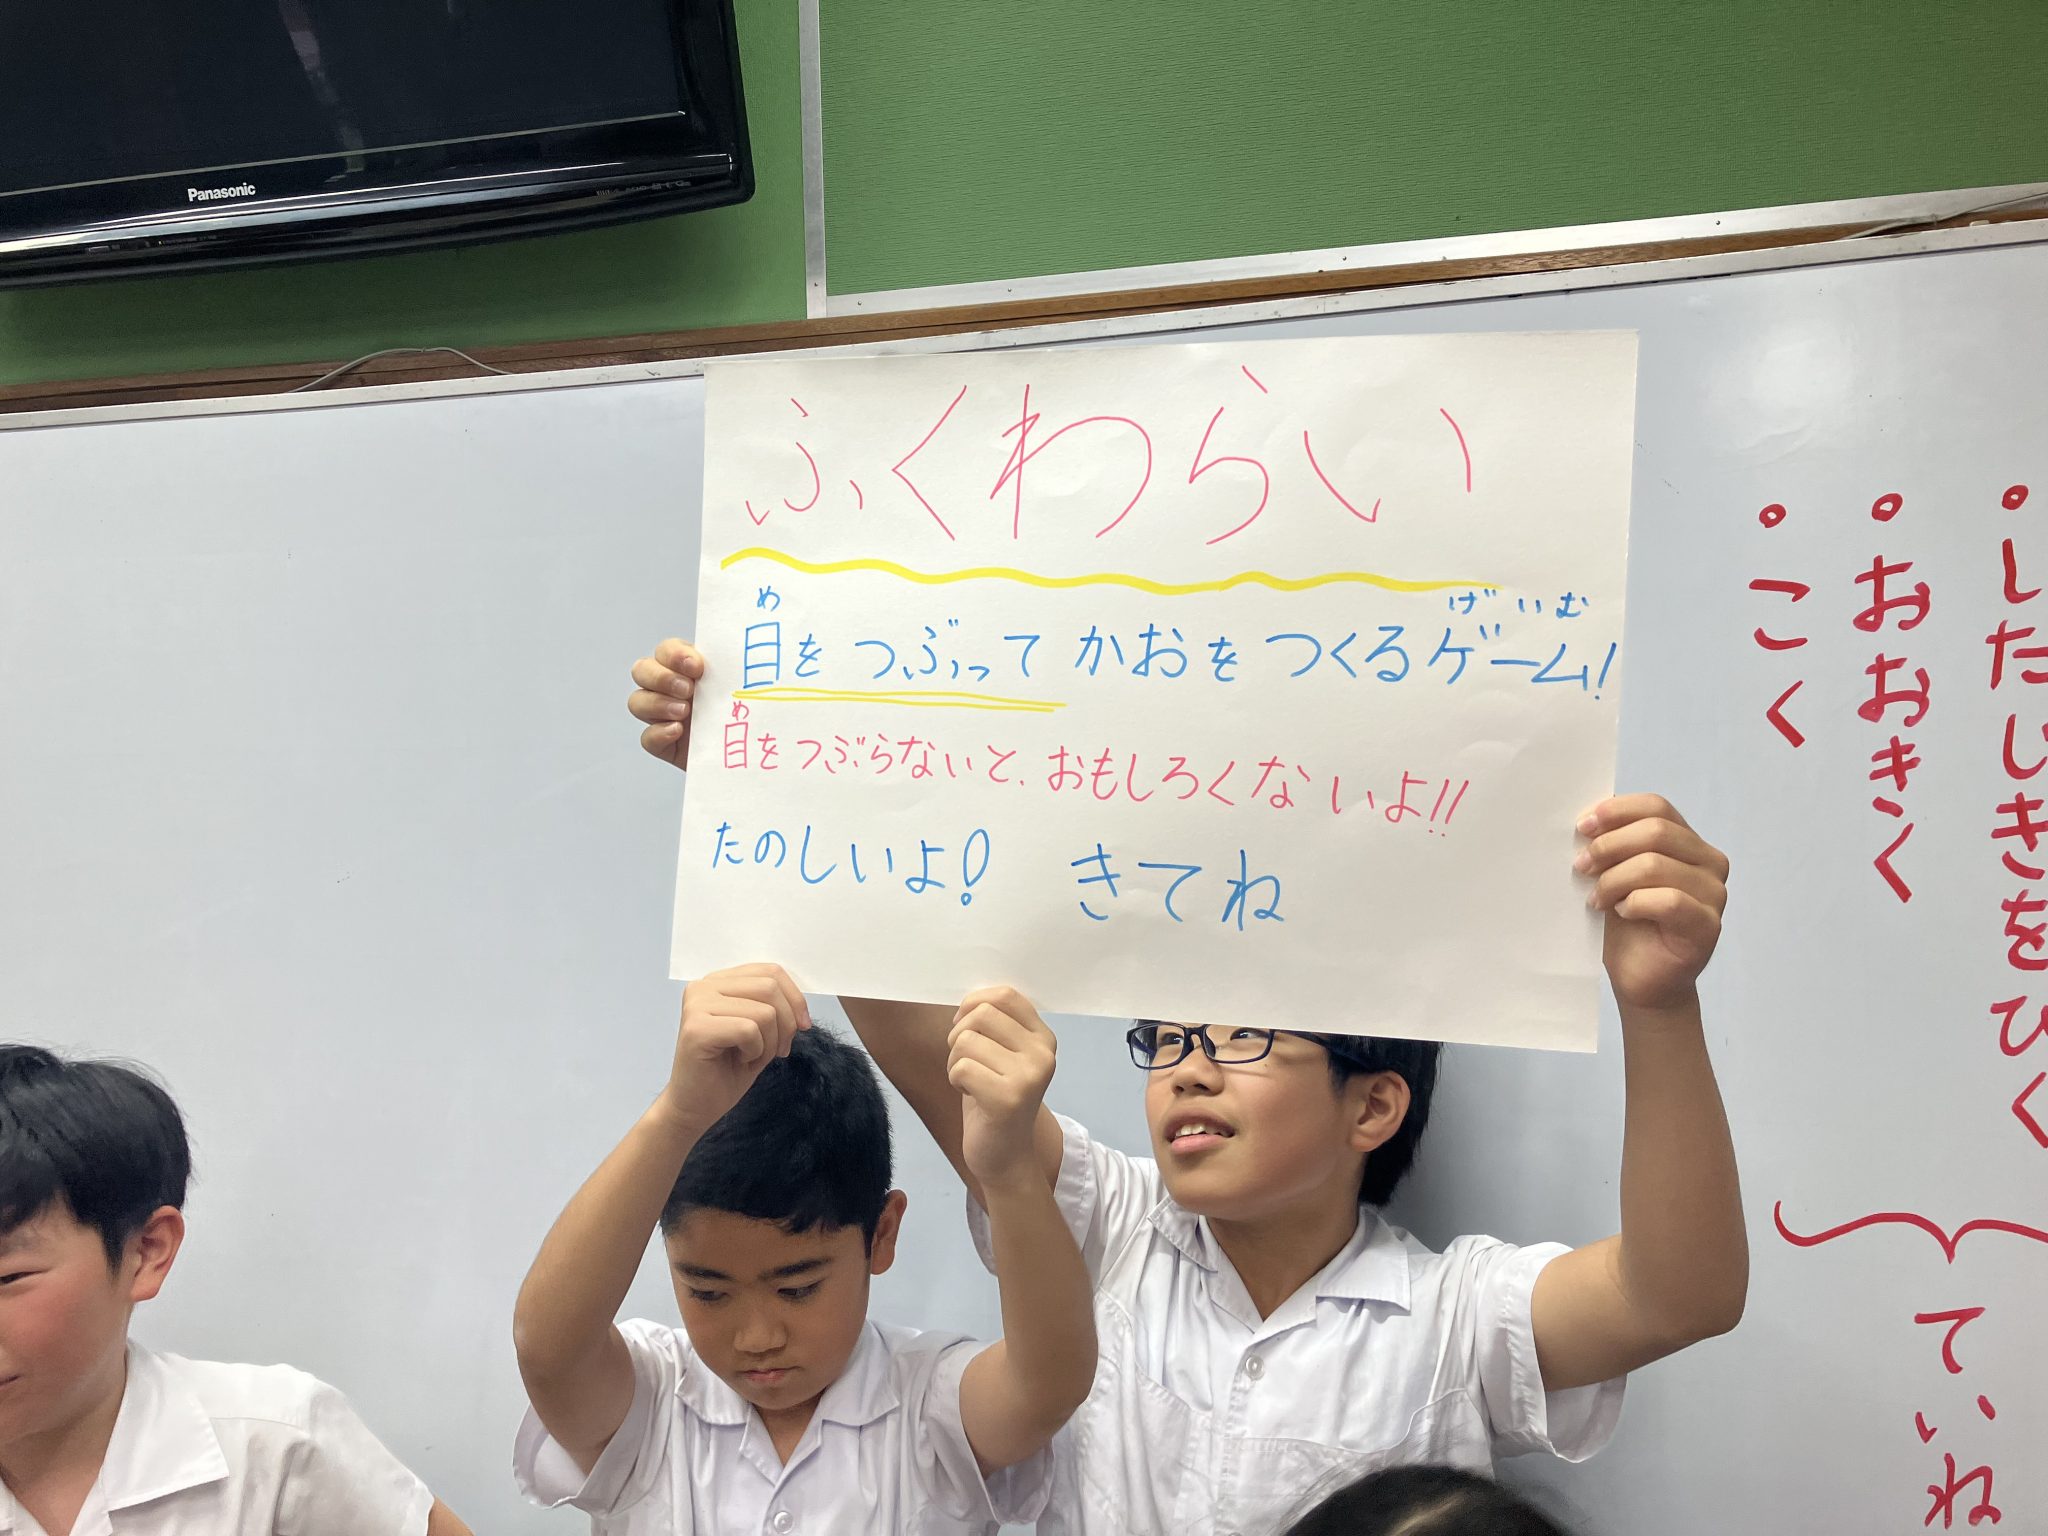 Panasonic
ふくわらい
め
目をつぶってかおをつくるゲーム!
げいむ
め
目をつぶらないと、おもしろくないよ!!
たのしいよ! きてね
・したじきをひく
・おおきく
・こく
ていね